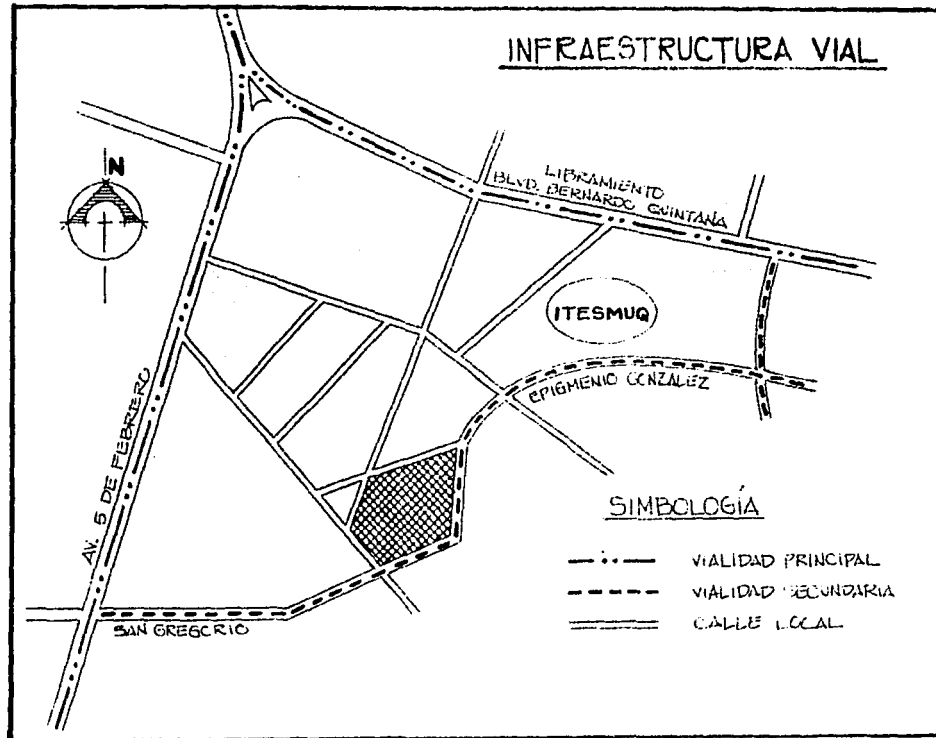 INFRAESTRUCTURA VIAL
N
LIBRAMIENTO
BLVD. BERNARDO QUINTANA
ITESMUQ
EPIGMENIO GONZALEZ
AV. 5 DE FEBRERO
SAN GREGORIO
SIMBOLOGÍA
VIALIDAD PRINCIPAL
VIALIDAD SECUNDARIA
CALLE LOCAL